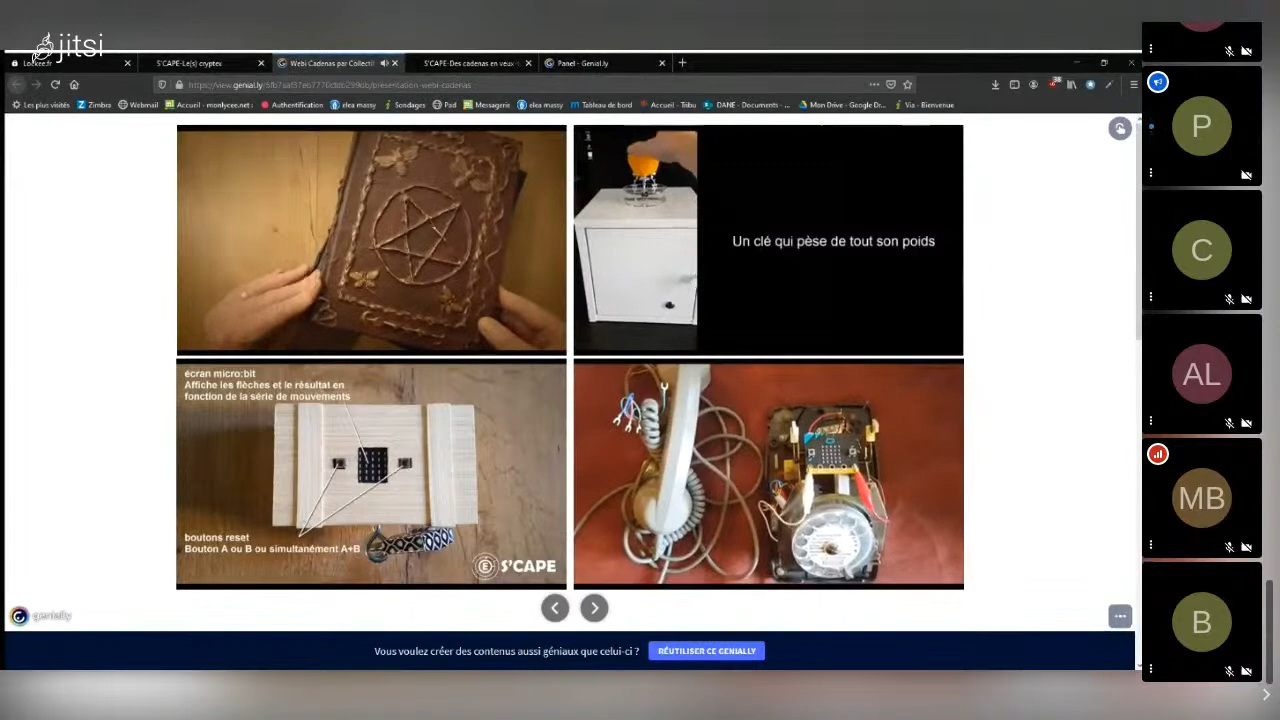 jitsi
Lockee.fr
S'CAPE-Le(s) cryptex
Webi Cadenas par Collecti
S'CAPE-Des cadenas en veux-t
Panel - Genial.ly
Les plus visités
Zimbra
Webmail
Accueil - monlycee.net
Authentification
elea massy
Sondages
Pad
Messagerie
elea massy
Tableau de bord
Accueil - Tribu
DANE - Documents - ...
Mon Drive - Google Dr...
Via - Bienvenue
Un clé qui pèse de tout son poids
écran micro:bit
Affiche les flèches et le résultat en
fonction de la série de mouvements
boutons reset
Bouton A ou B ou simultanément A+B
S'CAPE
genially
Vous voulez créer des contenus aussi géniaux que celui-ci ?
RÉUTILISER CE GENIALLY
P
C
AL
MB
B